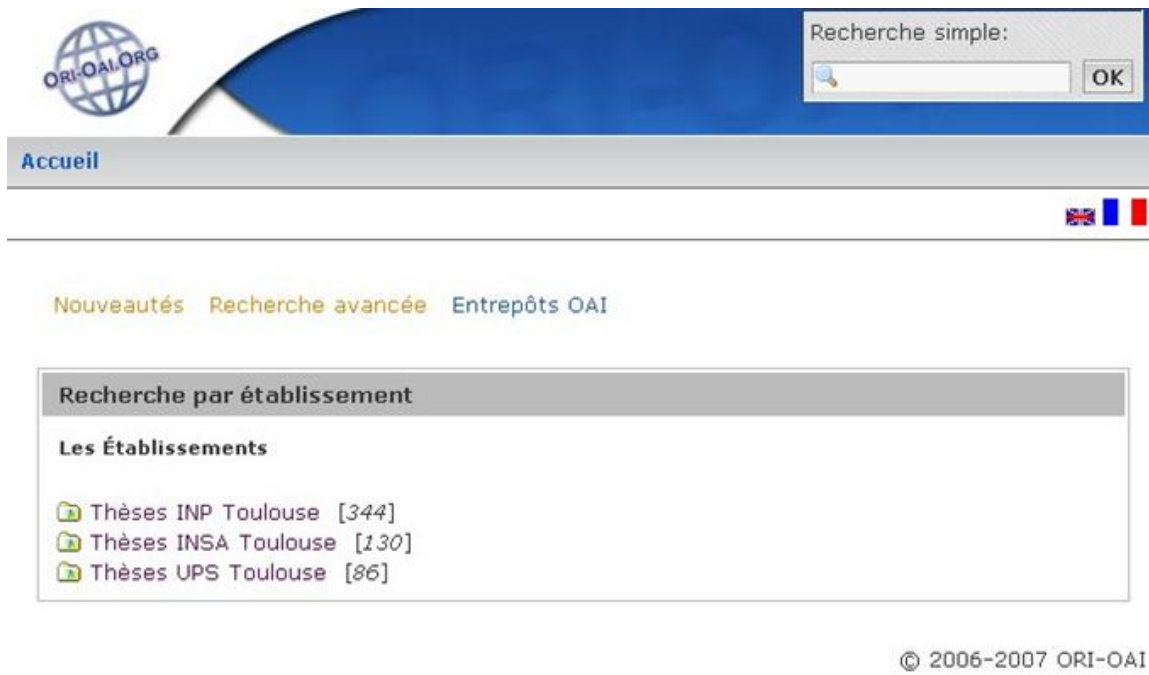 ORI-OAI.ORG
Recherche simple:
OK
Accueil
Nouveautés Recherche avancée Entrepôts OAI
Recherche par établissement
Les Établissements
Thèses INP Toulouse [344]
Thèses INSA Toulouse [130]
Thèses UPS Toulouse [86]
© 2006-2007 ORI-OAI